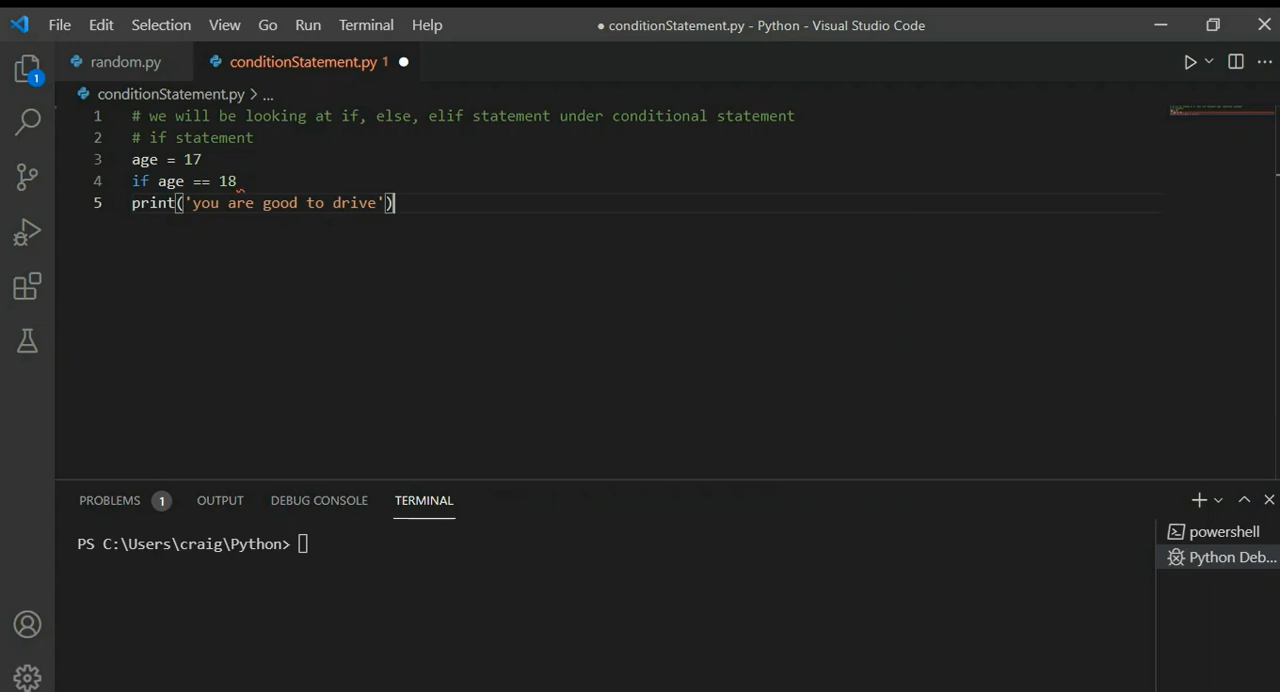 File Edit Selection View Go Run Terminal Help
● conditionStatement.py - Python - Visual Studio Code
random.py
conditionStatement.py 1
1
conditionStatement.py > ...
1 # we will be looking at if, else, elif statement under conditional statement
2 # if statement
3 age = 17
4 if age == 18
5 print('you are good to drive')
PROBLEMS 1 OUTPUT DEBUG CONSOLE TERMINAL
PS C:\Users\craig\Python>
powershell
Python Deb...